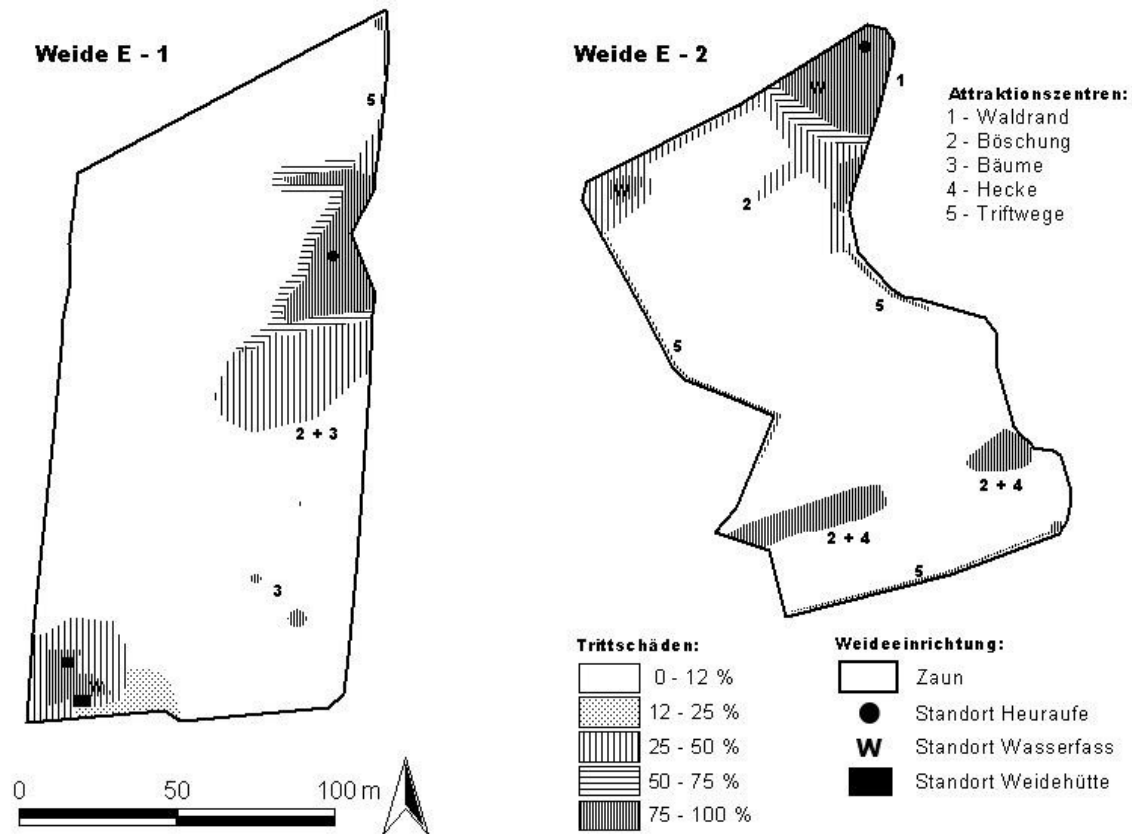 Weide E - 1
5
2 + 3
3
W
0 50 100 m
Weide E - 2
W
1
W
2
5
5
2 + 4
2 + 4
5
Attraktionszentren:
1 - Waldrand
2 - Böschung
3 - Bäume
4 - Hecke
5 - Triftwege
Trittschäden:
0 - 12 %
12 - 25 %
25 - 50 %
50 - 75 %
75 - 100 %
Weideeinrichtung:
Zaun
Standort Heuraufe
W Standort Wasserfass
Standort Weidehütte